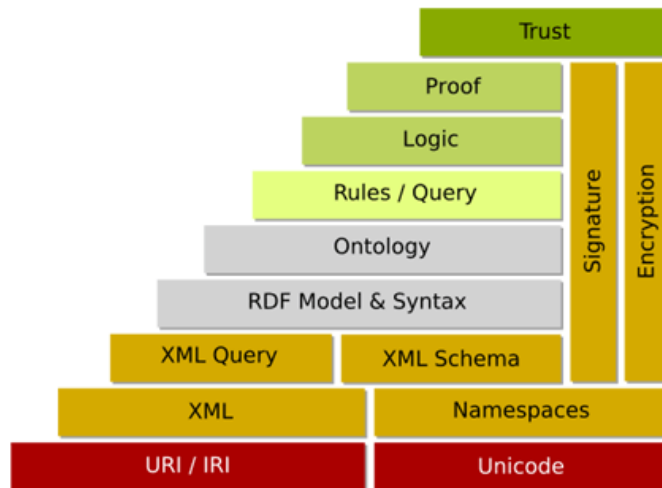 Trust
Proof
Logic
Rules / Query
Ontology
RDF Model & Syntax
Signature
Encryption
XML Query
XML Schema
XML
Namespaces
URI / IRI
Unicode